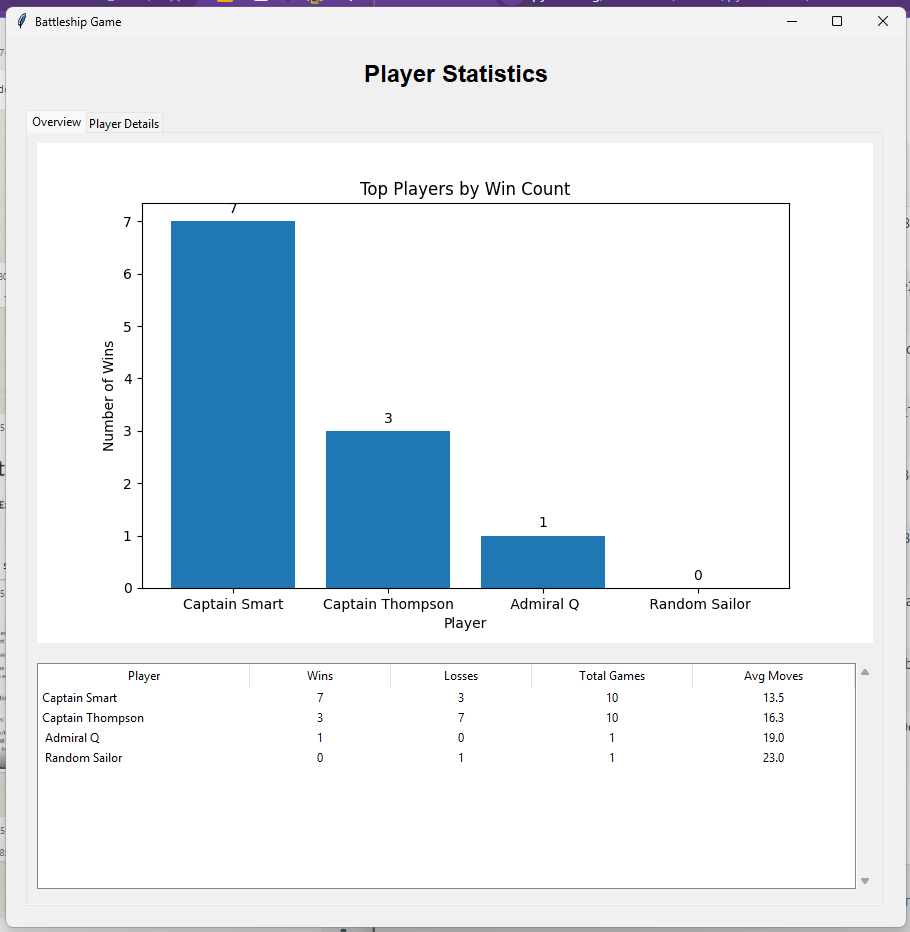 Battleship Game
Player Statistics
Overview Player Details
Top Players by Win Count
7
7
6
5
4
3
3
2
1
1
0
0
Number of Wins
Captain Smart Captain Thompson Admiral Q Random Sailor
Player
Player Wins Losses Total Games Avg Moves
Captain Smart 7 3 10 13.5
Captain Thompson 3 7 10 16.3
Admiral Q 1 0 1 19.0
Random Sailor 0 1 1 23.0